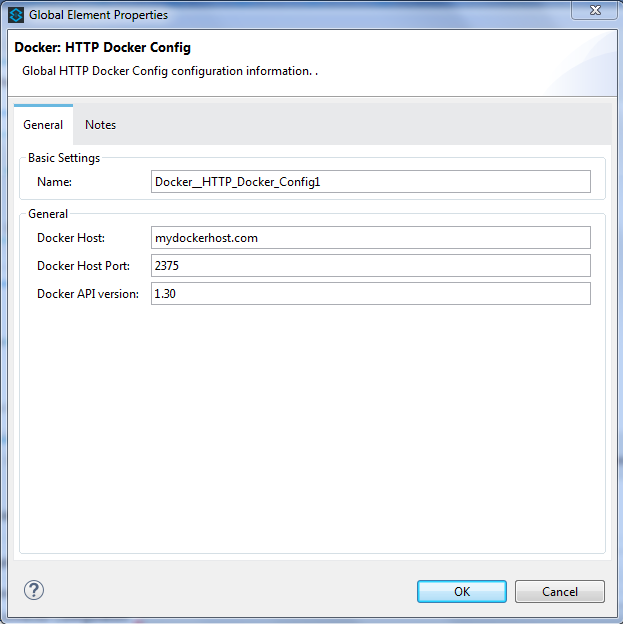 Global Element Properties
Docker: HTTP Docker Config
Global HTTP Docker Config configuration information. .
General Notes
Basic Settings
Name: Docker__HTTP_Docker_Config1
General
Docker Host: mydockerhost.com
Docker Host Port: 2375
Docker API version: 1.30
? OK Cancel